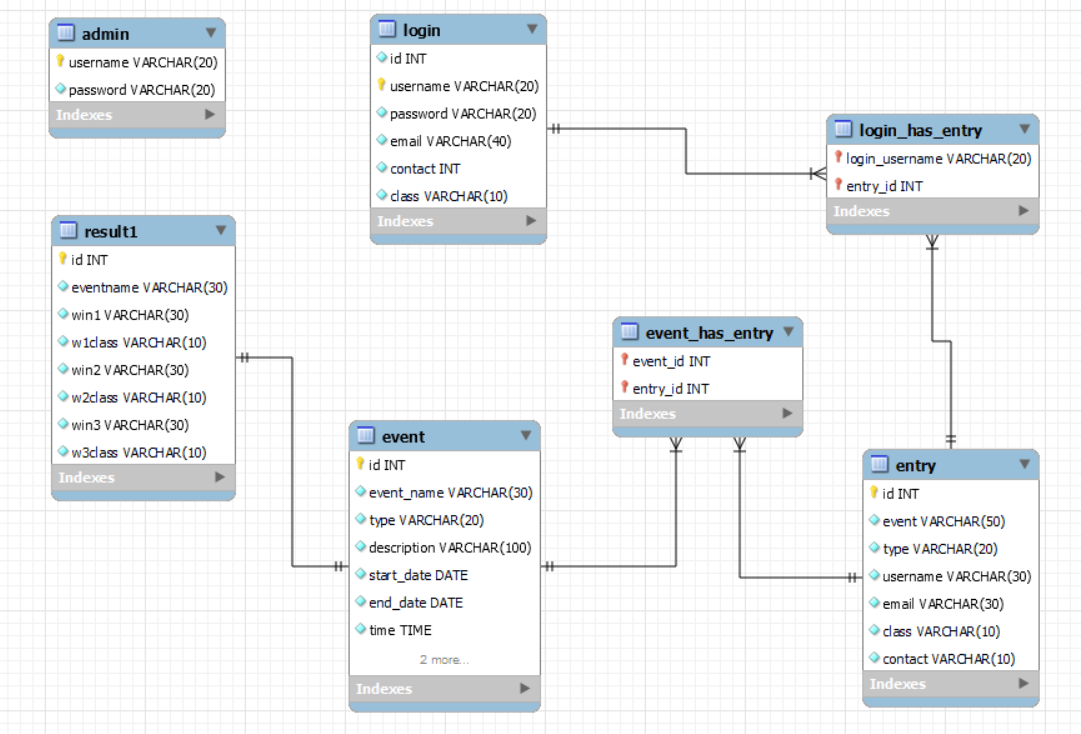 admin
username VARCHAR(20)
password VARCHAR(20)
Indexes
login
id INT
username VARCHAR(20)
password VARCHAR(20)
email VARCHAR(40)
contact INT
class VARCHAR(10)
Indexes
login_has_entry
login_username VARCHAR(20)
entry_id INT
Indexes
result1
id INT
eventname VARCHAR(30)
win1 VARCHAR(30)
w1class VARCHAR(10)
win2 VARCHAR(30)
w2class VARCHAR(10)
win3 VARCHAR(30)
w3class VARCHAR(10)
Indexes
event_has_entry
event_id INT
entry_id INT
Indexes
event
id INT
event_name VARCHAR(30)
type VARCHAR(20)
description VARCHAR(100)
start_date DATE
end_date DATE
time TIME
2 more...
Indexes
entry
id INT
event VARCHAR(50)
type VARCHAR(20)
username VARCHAR(30)
email VARCHAR(30)
class VARCHAR(10)
contact VARCHAR(10)
Indexes